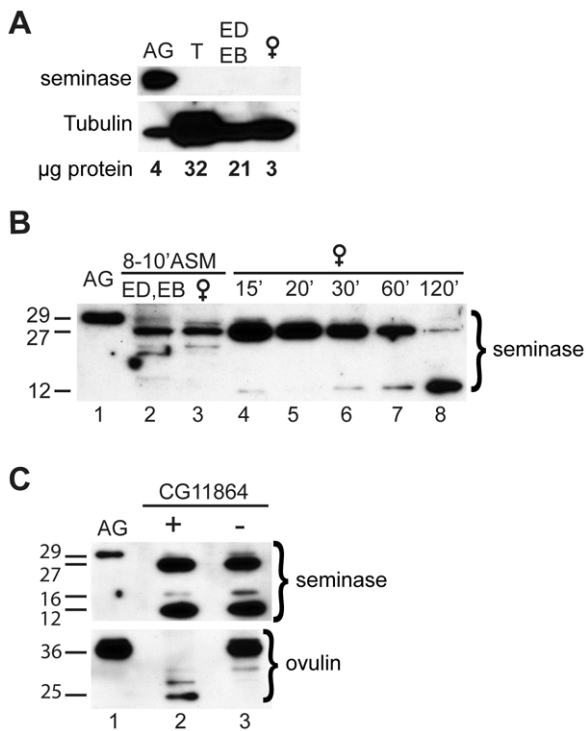 A
AG T ED EB ♀
seminase
Tubulin
µg protein 4 32 21 3
B
8-10'ASM ♀
AG ED,EB ♀ 15' 20' 30' 60' 120'
29
27
seminase
12
1 2 3 4 5 6 7 8
C
CG11864
AG + -
29
27
seminase
16
12
36
ovulin
25
1 2 3